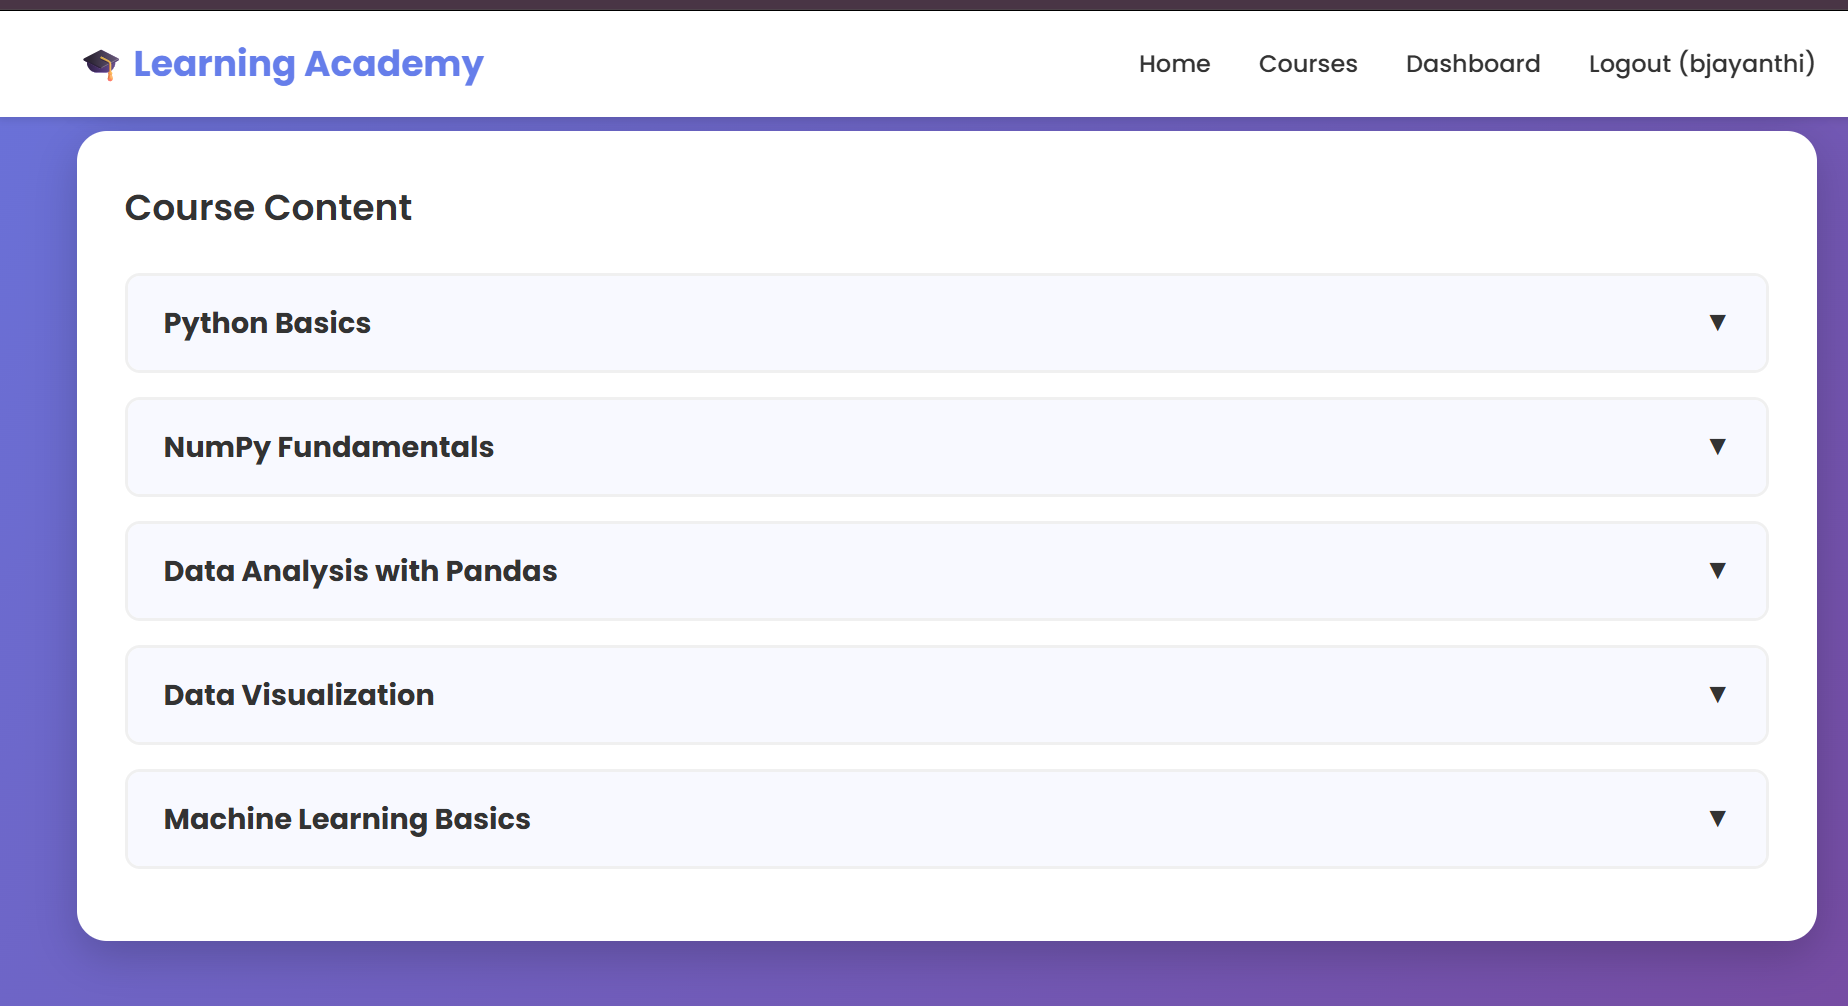 Learning Academy
Home Courses Dashboard Logout (bjayanthi)
Course Content
Python Basics
NumPy Fundamentals
Data Analysis with Pandas
Data Visualization
Machine Learning Basics